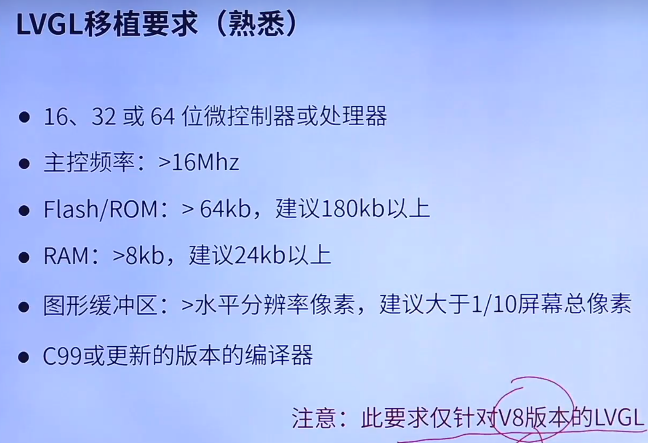 LVGL移植要求（熟悉）
● 16、32 或 64 位微控制器或处理器
● 主控频率：>16Mhz
● Flash/ROM：> 64kb，建议180kb以上
● RAM：>8kb，建议24kb以上
● 图形缓冲区：>水平分辨率像素，建议大于1/10屏幕总像素
● C99或更新的版本的编译器
注意：此要求仅针对V8版本的LVGL